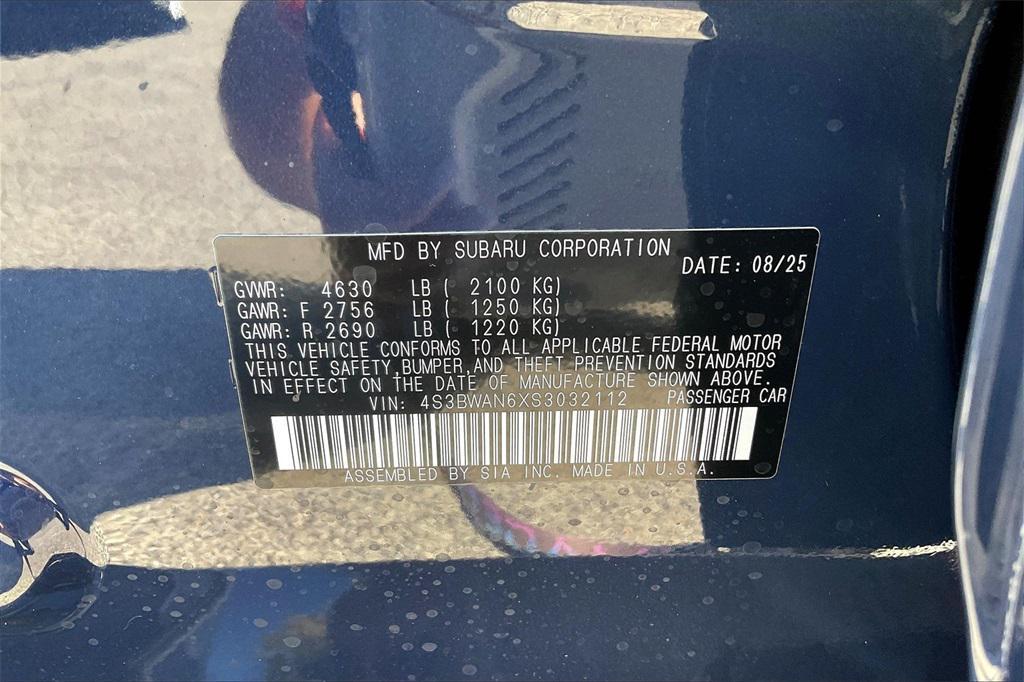 MFD BY SUBARU CORPORATION
DATE: 08/25
GVWR: 4630 LB ( 2100 KG)
GAWR: F 2756 LB ( 1250 KG)
GAWR: R 2690 LB ( 1220 KG)
THIS VEHICLE CONFORMS TO ALL APPLICABLE FEDERAL MOTOR
VEHICLE SAFETY,BUMPER,AND THEFT PREVENTION STANDARDS
IN EFFECT ON THE DATE OF MANUFACTURE SHOWN ABOVE.
VIN: 4S3BWAN6XS3032112 PASSENGER CAR
ASSEMBLED BY SIA INC. MADE IN U.S.A.